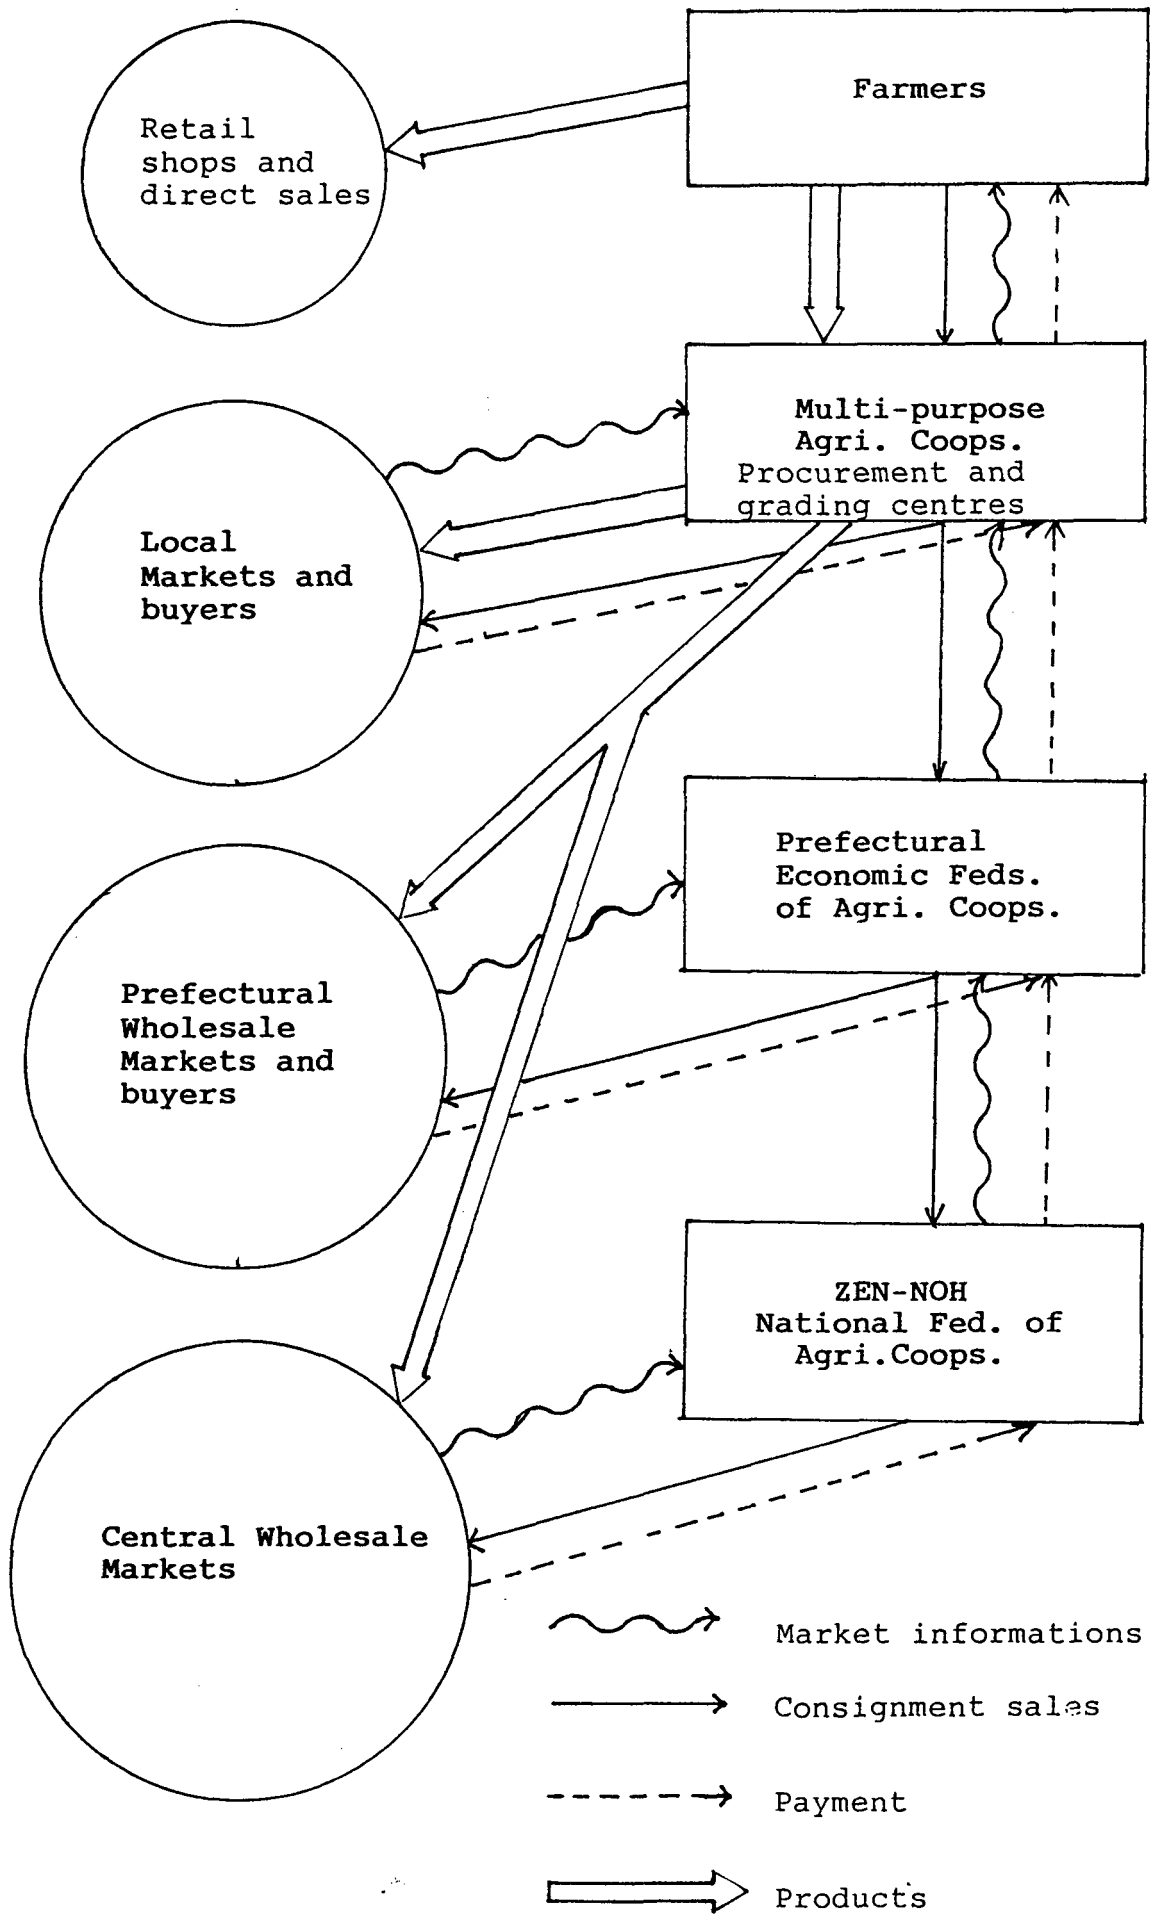 Farmers
Retail
shops and
direct sales
Multi-purpose
Agri. Coops.
Procurement and
grading centres
Local
Markets and
buyers
Prefectural
Economic Feds.
of Agri. Coops.
Prefectural
Wholesale
Markets and
buyers
ZEN-NOH
National Fed. of
Agri.Coops.
Central Wholesale
Markets
Market informations
Consignment sales
Payment
Products